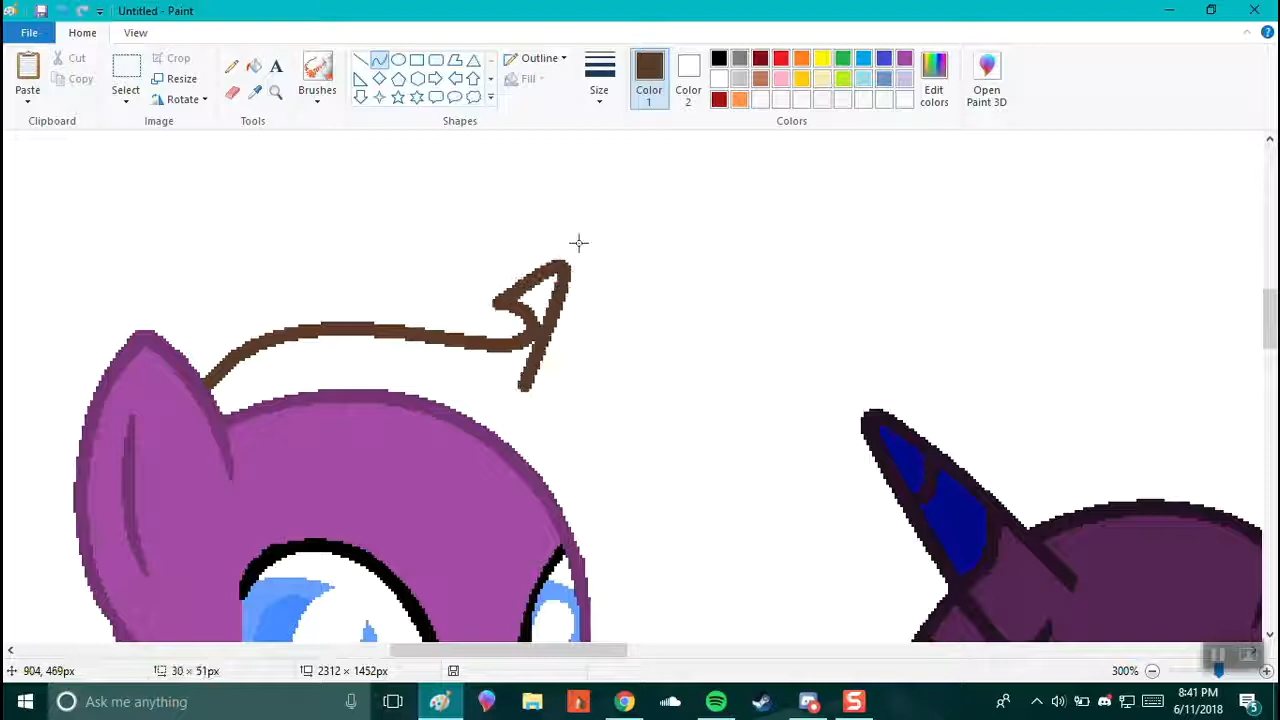 Untitled - Paint
File Home View
Paste
Cut
Copy
Clipboard
Select
Crop
Resize
Rotate
Image
Tools
Brushes
Shapes
Outline
Fill
Size
Color 1
Color 2
Colors
Edit colors
Open Paint 3D
904, 469px
30 × 51px
2312 × 1452px
300%
Ask me anything
8:41 PM
6/11/2018
5